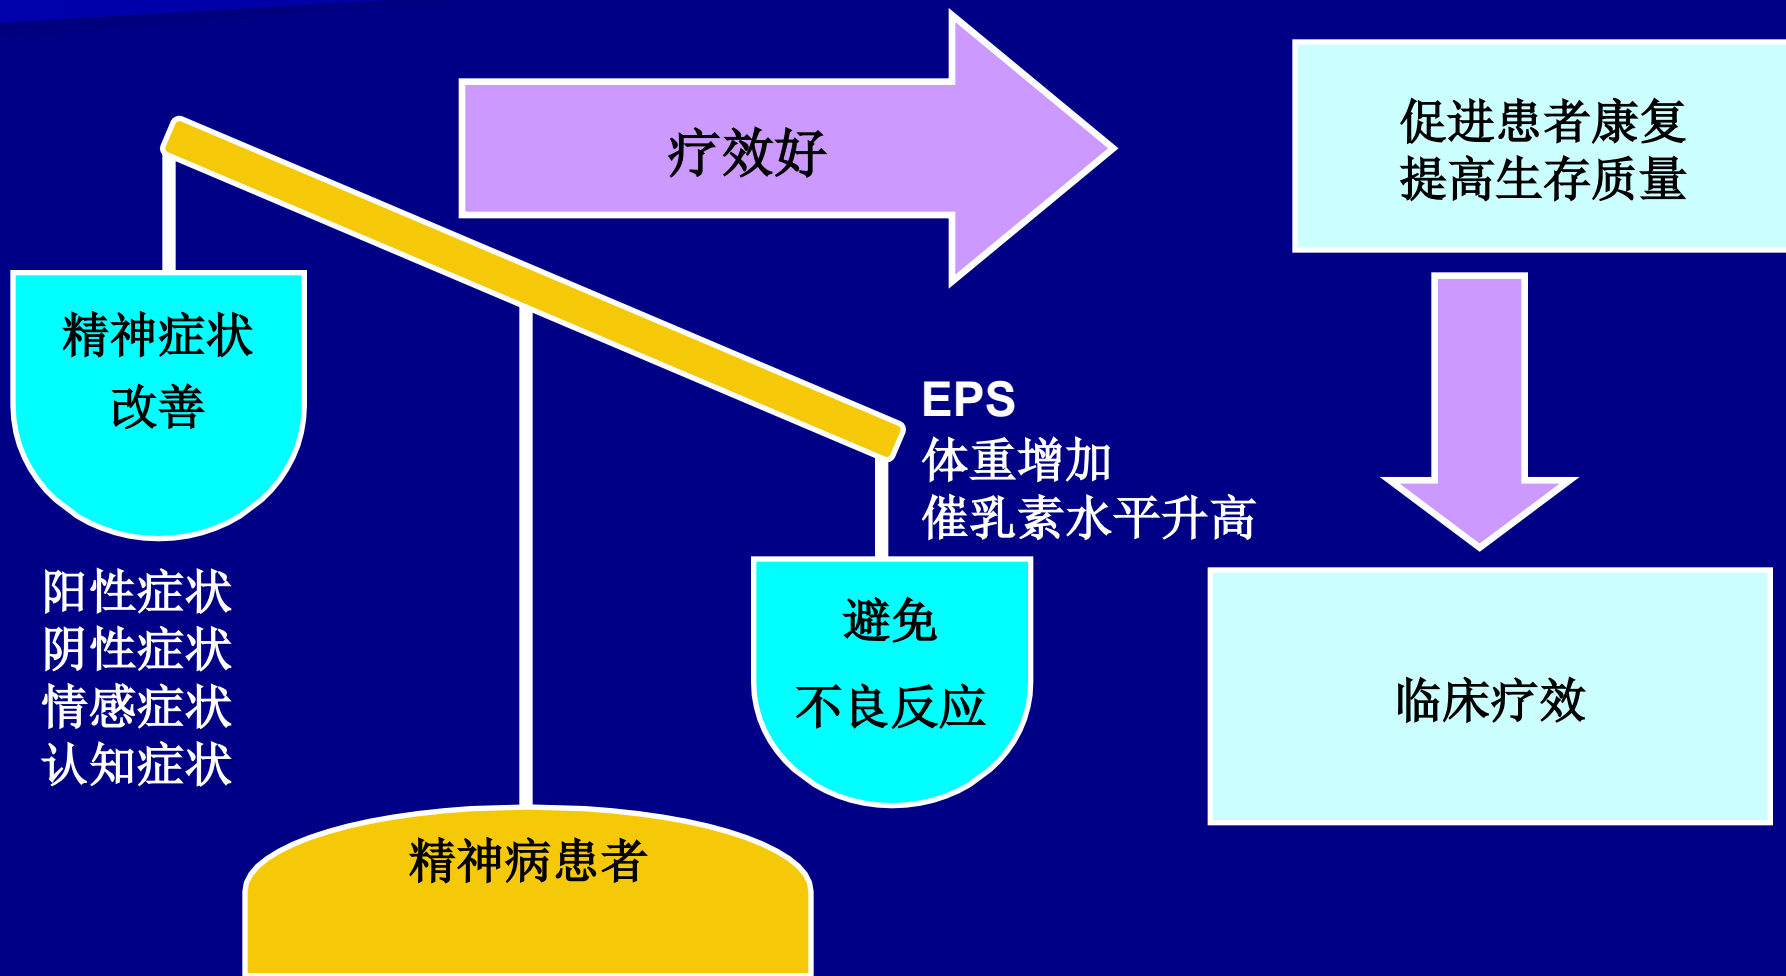 疗效好
促进患者康复
提高生存质量
精神症状
改善
EPS
体重增加
催乳素水平升高
阳性症状
阴性症状
情感症状
认知症状
避免
不良反应
临床疗效
精神病患者